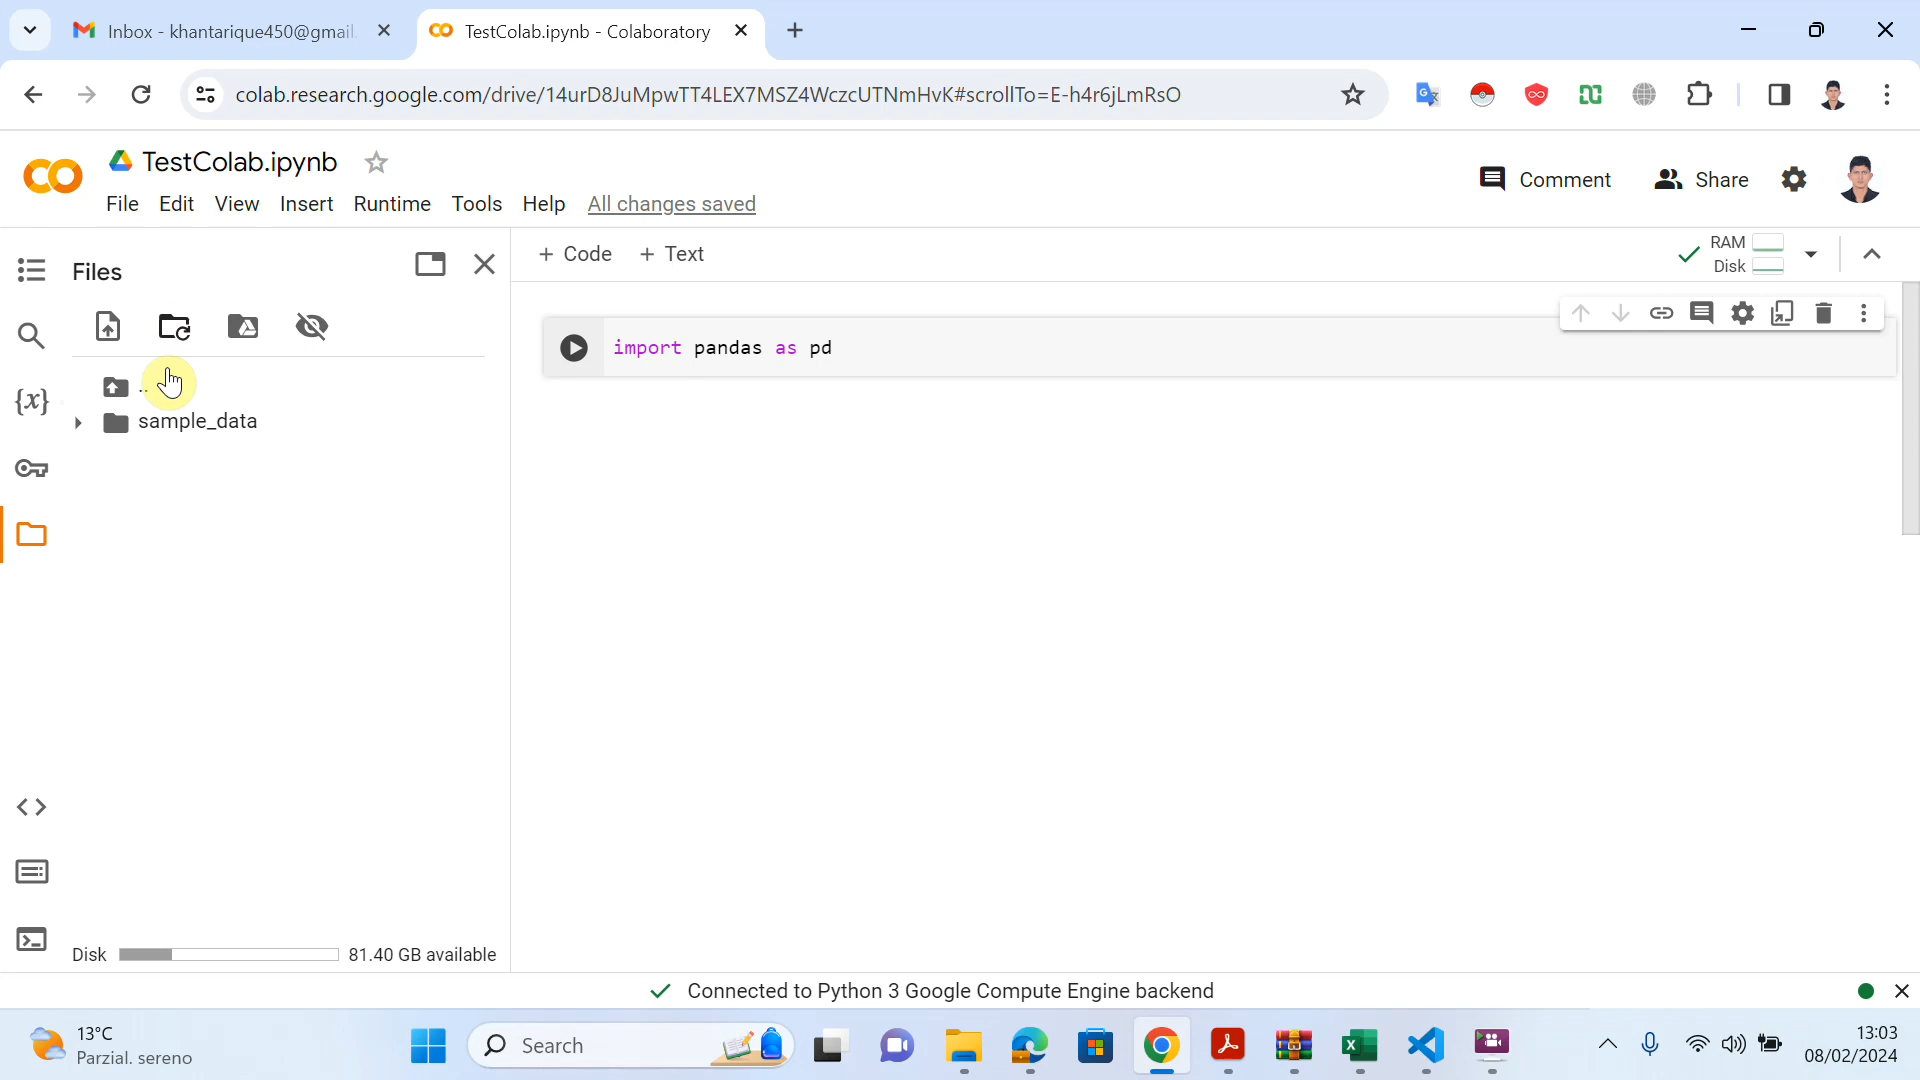 Inbox - khantarique450@gmail.
TestColab.ipynb - Colaboratory
colab.research.google.com/drive/14urD8JuMpwTT4LEX7MSZ4WczcUTNmHvK#scrollTo=E-h4r6jLmRsO
TestColab.ipynb
Comment
Share
File Edit View Insert Runtime Tools Help All changes saved
Files
+ Code + Text
RAM
Disk
import pandas as pd
..
sample_data
{x}
Disk 81.40 GB available
Connected to Python 3 Google Compute Engine backend
13°C
Parzial. sereno
Search
13:03
08/02/2024